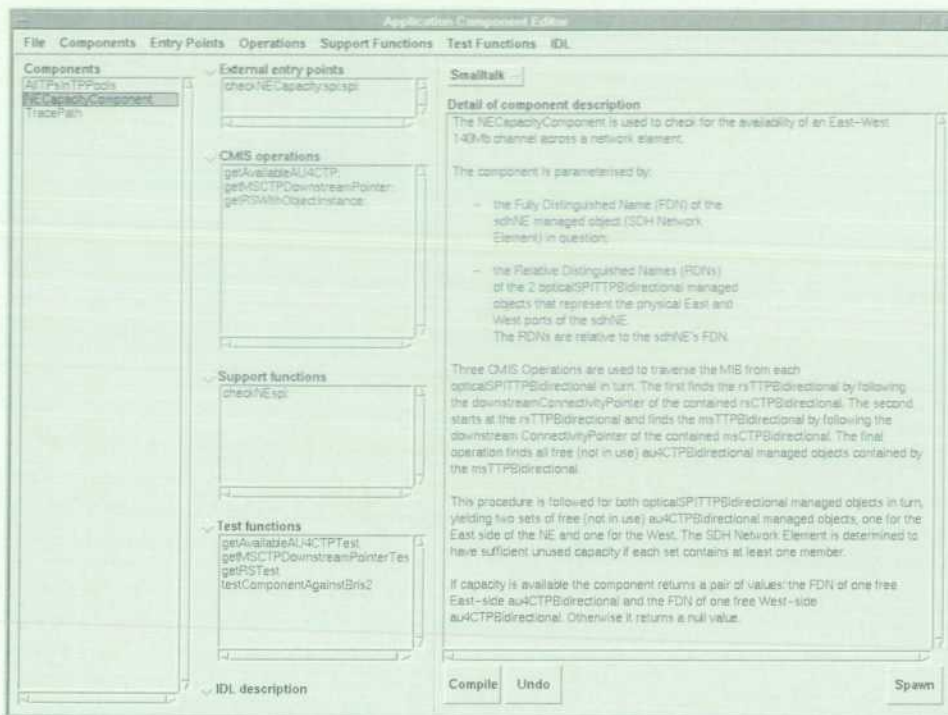 Application Component Editor
File Components Entry Points Operations Support Functions Test Functions IDL
Components
AllTPsInTPPools
NECapacityComponent
TracePath
External entry points
checkNECapacity:spi:spi:
CMIS operations
getAvailableAU4CTP:
getMSCTPDownstreamPointer:
getRSWithObjectInstance:
Support functions
checkNEspi:
Test functions
getAvailableAU4CTPTest
getMSCTPDownstreamPointerTes
getRSTest
testComponentAgainstBris2
IDL description
Smalltalk
Detail of component description
The NECapacityComponent is used to check for the availability of an East-West
140Mb channel across a network element.
The component is parameterised by:
- the Fully Distinguished Name (FDN) of the
sdhNE managed object (SDH Network
Element) in question;
- the Relative Distinguished Names (RDNs)
of the 2 opticalSPITTPBidirectional managed
objects that represent the physical East and
West ports of the sdhNE.
The RDNs are relative to the sdhNE's FDN.
Three CMIS Operations are used to traverse the MIB from each
opticalSPITTPBidirectional in turn. The first finds the rsTTPBidirectional by following
the downstreamConnectivityPointer of the contained rsCTPBidirectional. The second
starts at the rsTTPBidirectional and finds the msTTPBidirectional by following the
downstream ConnectivityPointer of the contained msCTPBidirectional. The final
operation finds all free (not in use) au4CTPBidirectional managed objects contained by
the msTTPBidirectional.
This procedure is followed for both opticalSPITTPBidirectional managed objects in turn,
yielding two sets of free (not in use) au4CTPBidirectional managed objects, one for the
East side of the NE and one for the West. The SDH Network Element is determined to
have sufficient unused capacity if each set contains at least one member.
If capacity is available the component returns a pair of values: the FDN of one free
East-side au4CTPBidirectional and the FDN of one free West-side
au4CTPBidirectional. Otherwise it returns a null value.
Compile Undo Spawn